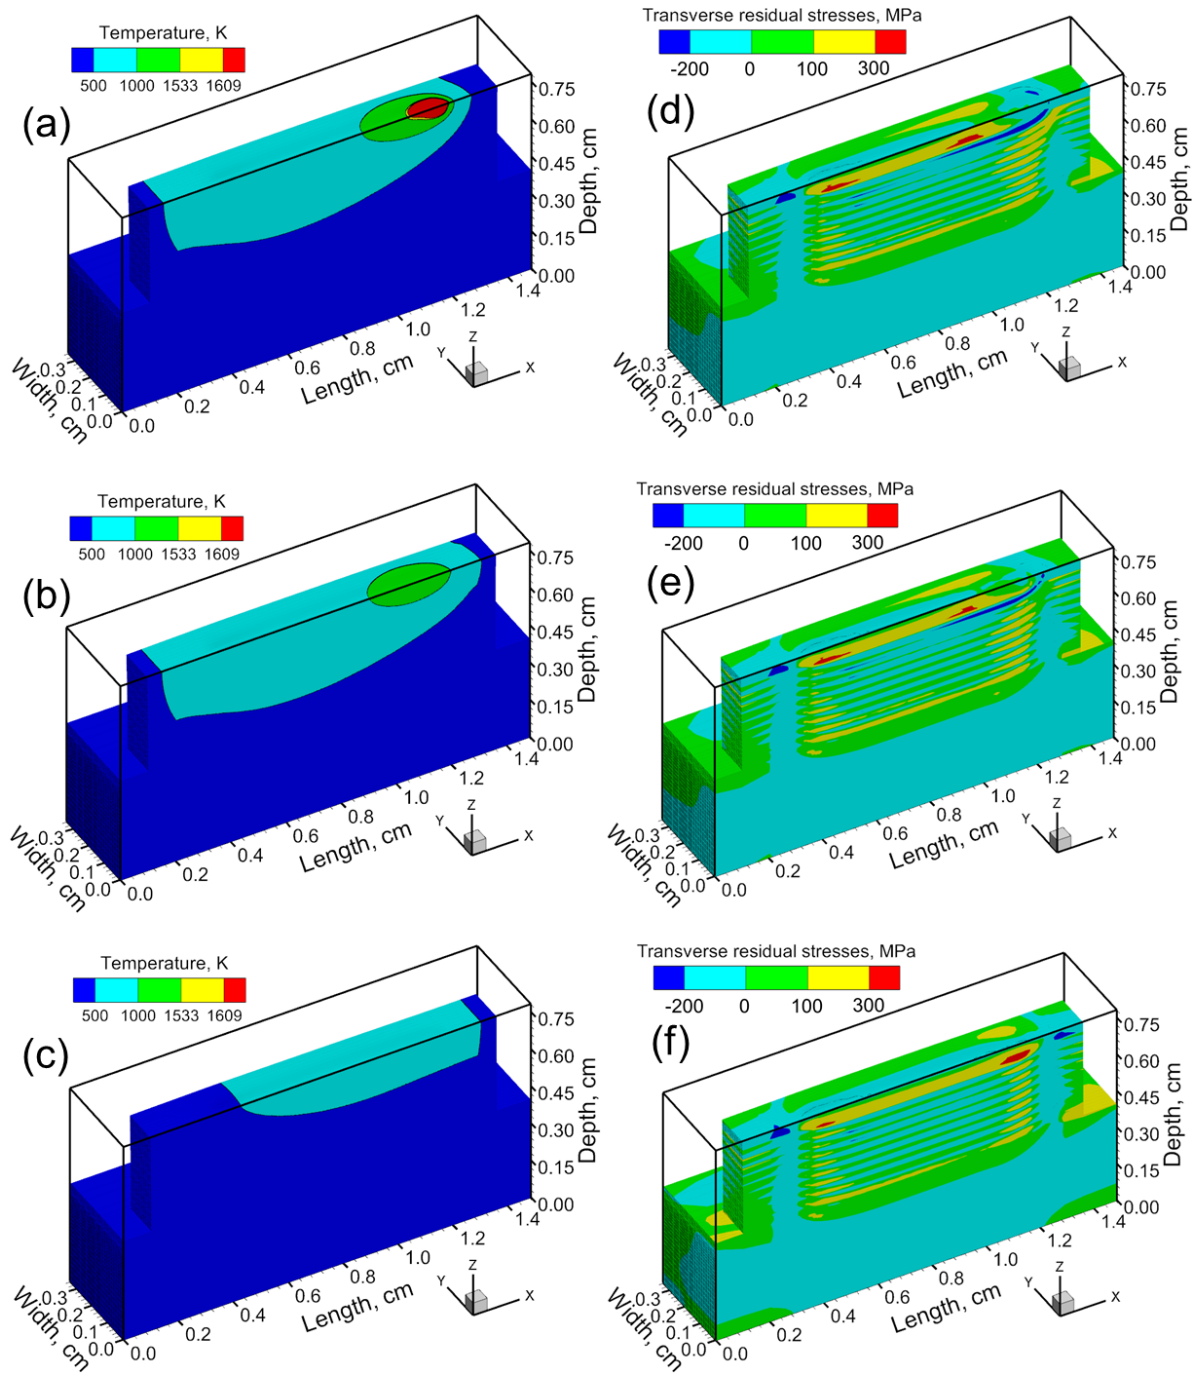 Temperature, K
500 1000 1533 1609
(a)
0.75
0.60
0.45
0.30
0.15
0.00
Depth, cm
0.3
0.2
0.1
0.0
Width, cm
0.0 0.2 0.4 0.6 0.8 1.0 1.2 1.4
Length, cm
Z
Y
X
Transverse residual stresses, MPa
-200 0 100 300
(d)
0.75
0.60
0.45
0.30
0.15
0.00
Depth, cm
0.3
0.2
0.1
0.0
Width, cm
0.0 0.2 0.4 0.6 0.8 1.0 1.2 1.4
Length, cm
Z
Y
X
Temperature, K
500 1000 1533 1609
(b)
0.75
0.60
0.45
0.30
0.15
0.00
Depth, cm
0.3
0.2
0.1
0.0
Width, cm
0.0 0.2 0.4 0.6 0.8 1.0 1.2 1.4
Length, cm
Z
Y
X
Transverse residual stresses, MPa
-200 0 100 300
(e)
0.75
0.60
0.45
0.30
0.15
0.00
Depth, cm
0.3
0.2
0.1
0.0
Width, cm
0.0 0.2 0.4 0.6 0.8 1.0 1.2 1.4
Length, cm
Z
Y
X
Temperature, K
500 1000 1533 1609
(c)
0.75
0.60
0.45
0.30
0.15
0.00
Depth, cm
0.3
0.2
0.1
0.0
Width, cm
0.0 0.2 0.4 0.6 0.8 1.0 1.2 1.4
Length, cm
Z
Y
X
Transverse residual stresses, MPa
-200 0 100 300
(f)
0.75
0.60
0.45
0.30
0.15
0.00
Depth, cm
0.3
0.2
0.1
0.0
Width, cm
0.0 0.2 0.4 0.6 0.8 1.0 1.2 1.4
Length, cm
Z
Y
X